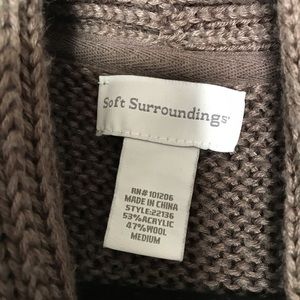 Soft Surroundings
RN#101206
MADE IN CHINA
STYLE:22136
53%ACRYLIC
47%WOOL
MEDIUM